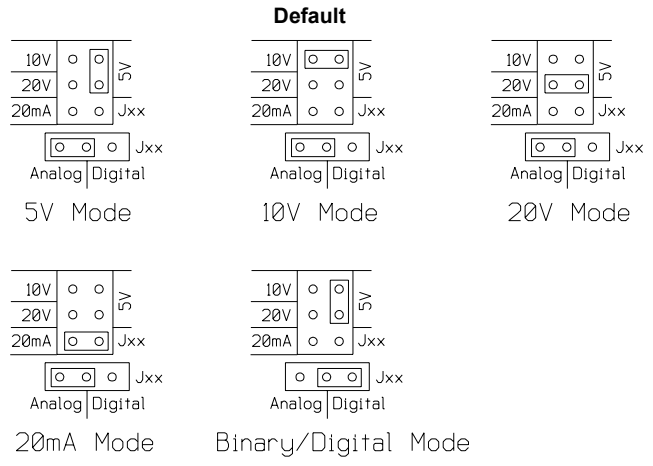 Default
10V
20V
20mA
5V
Jxx
Jxx
Analog Digital
5V Mode
10V
20V
20mA
5V
Jxx
Jxx
Analog Digital
10V Mode
10V
20V
20mA
5V
Jxx
Jxx
Analog Digital
20V Mode
10V
20V
20mA
5V
Jxx
Jxx
Analog Digital
20mA Mode
10V
20V
20mA
5V
Jxx
Jxx
Analog Digital
Binary/Digital Mode